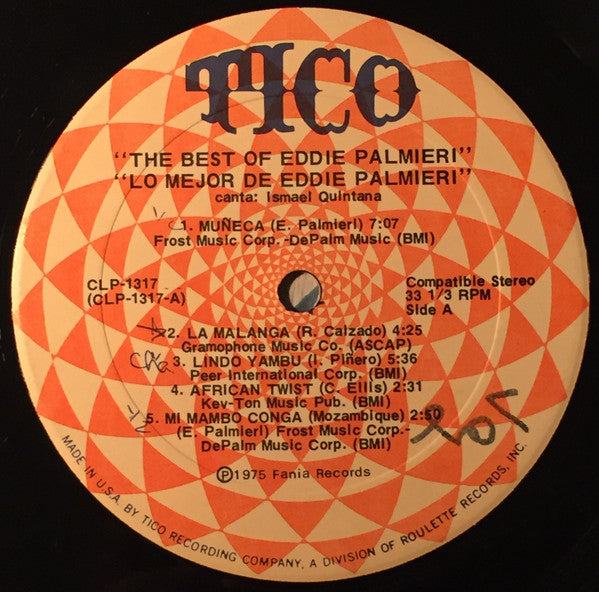 TICO
"THE BEST OF EDDIE PALMIERI"
"LO MEJOR DE EDDIE PALMIERI"
canta: Ismael Quintana
1. MUÑECA (E. Palmieri) 7:07
Frost Music Corp.-DePalm Music (BMI)
CLP-1317
(CLP-1317-A)
Compatible Stereo
33 1/3 RPM
Side A
2. LA MALANGA (R. Calzado) 4:25
Gramophone Music Co. (ASCAP)
3. LINDO YAMBU (I. Piñero) 5:36
Peer International Corp. (BMI)
4. AFRICAN TWIST (C. Ellis) 2:31
Kev-Ton Music Pub. (BMI)
5. MI MAMBO CONGA (Mozambique) 2:50
(E. Palmieri) Frost Music Corp.-
DePalm Music Corp. (BMI)
Ⓟ1975 Fania Records
MADE IN U.S.A. BY TICO RECORDING COMPANY, A DIVISION OF ROULETTE RECORDS, INC.